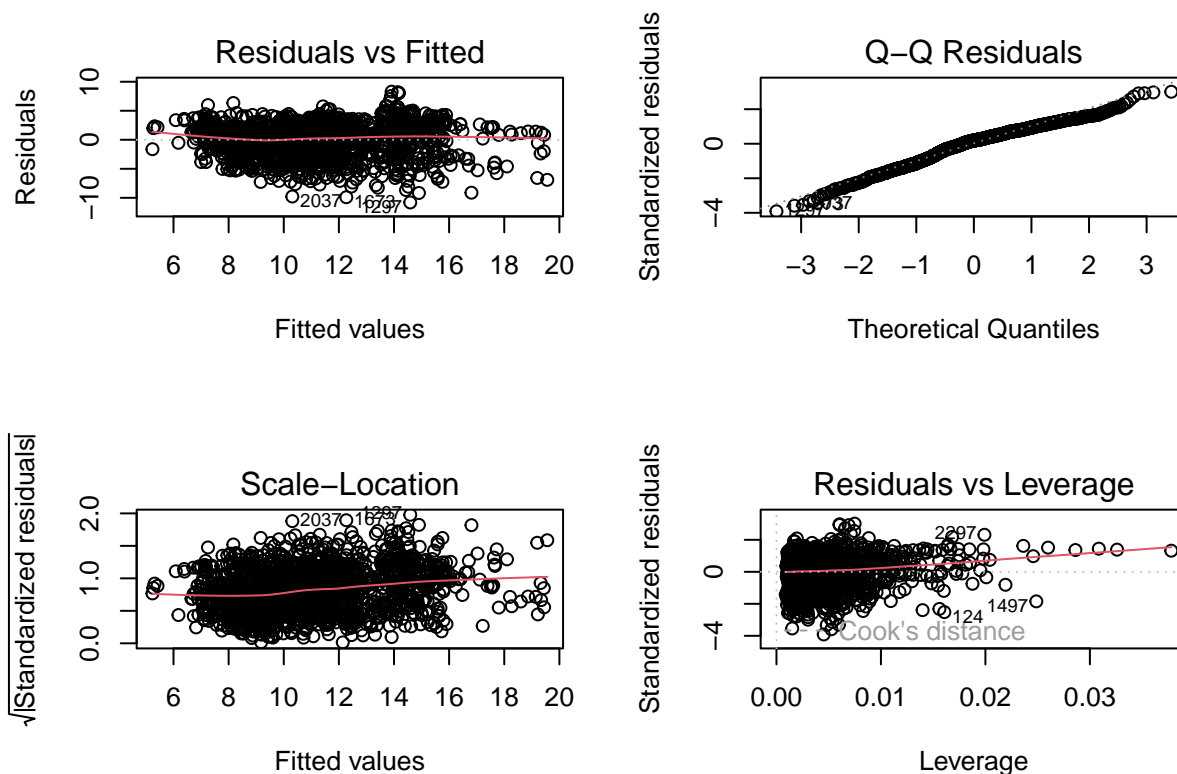 Residuals vs Fitted
Residuals
10
0
−10
2037
1673
1297
6 8 10 12 14 16 18 20
Fitted values
Q−Q Residuals
Standardized residuals
0
−4
−3 −2 −1 0 1 2 3
Theoretical Quantiles
Scale−Location
√|Standardized residuals|
2.0
1.0
0.0
2037
1673
1297
6 8 10 12 14 16 18 20
Fitted values
Residuals vs Leverage
Standardized residuals
0
−4
2297
1497
124
Cook's distance
0.00 0.01 0.02 0.03
Leverage